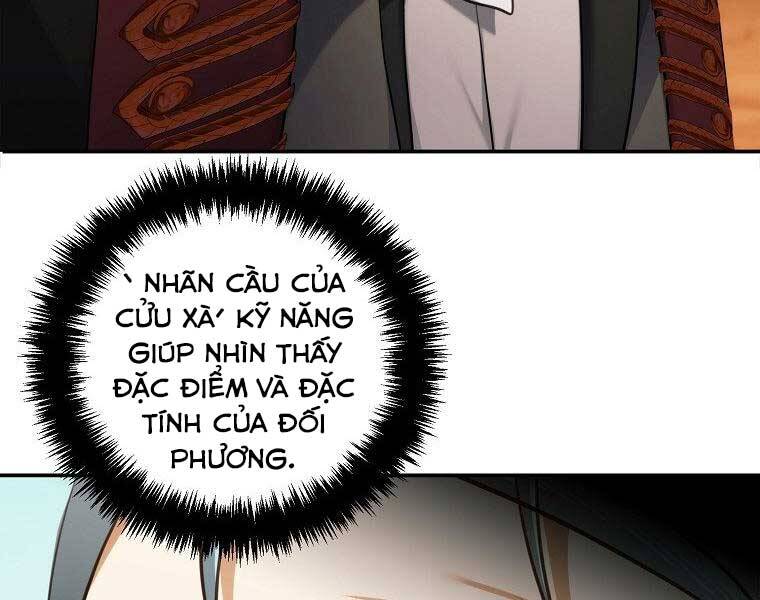 ` NHÃN CẦU CỦA
CỬU XÀ´ KỸ NĂNG
GIÚP NHÌN THẤY
ĐẶC ĐIỂM VÀ ĐẶC
TÍNH CỦA ĐỐI
PHƯƠNG.